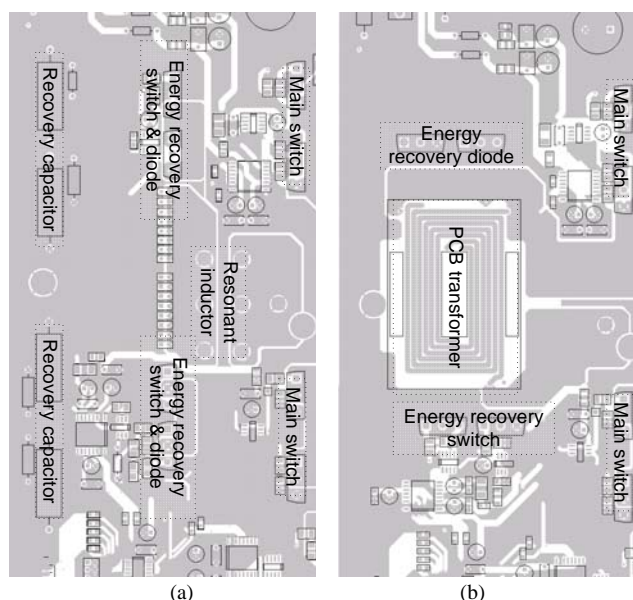 Recovery capacitor
Energy recovery
switch & diode
Main switch
Resonant
inductor
Recovery capacitor
Energy recovery
switch & diode
Main switch
(a)
Energy
recovery diode
Main switch
PCB transformer
Energy recovery
switch
Main switch
(b)